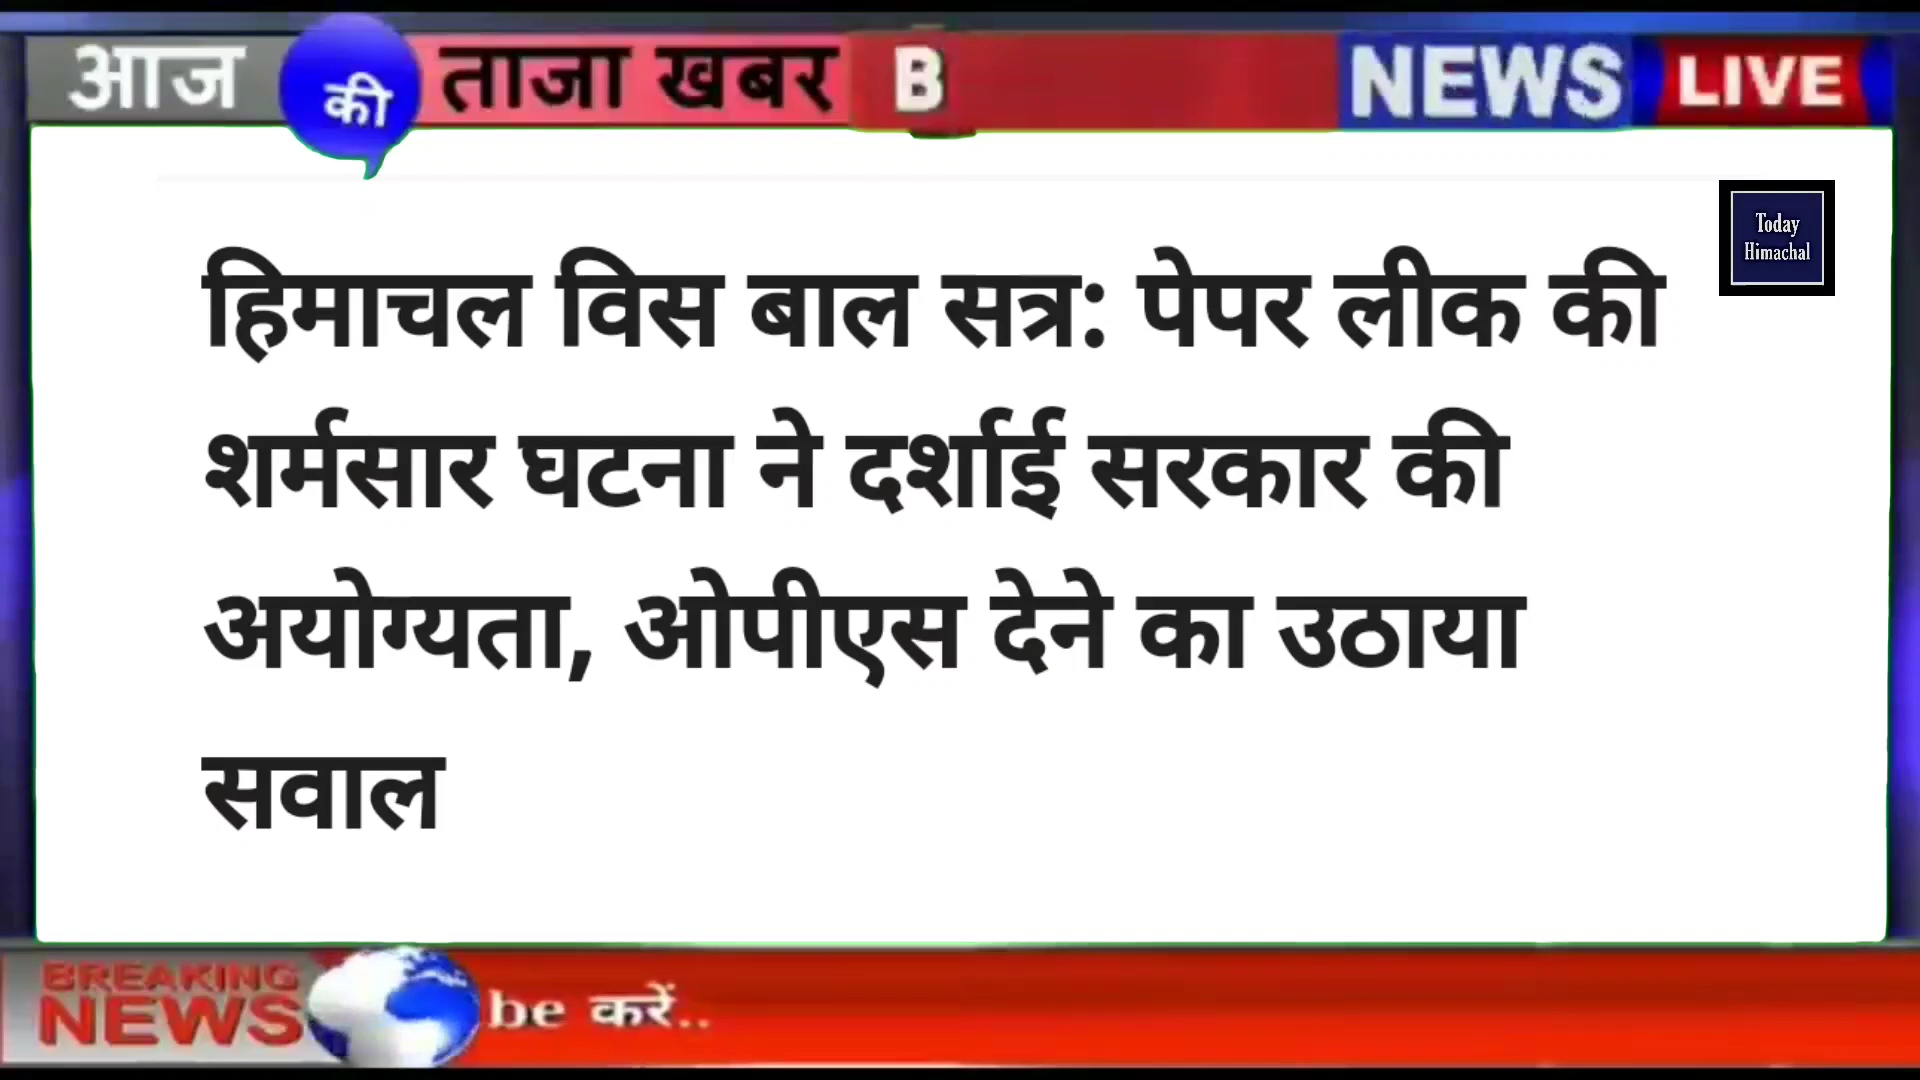 आज की ताजा खबर B NEWS LIVE
Today
Himachal
हिमाचल विस बाल सत्र: पेपर लीक की
शर्मसार घटना ने दर्शाई सरकार की
अयोग्यता, ओपीएस देने का उठाया
सवाल
BREAKING
NEWS
be करें..